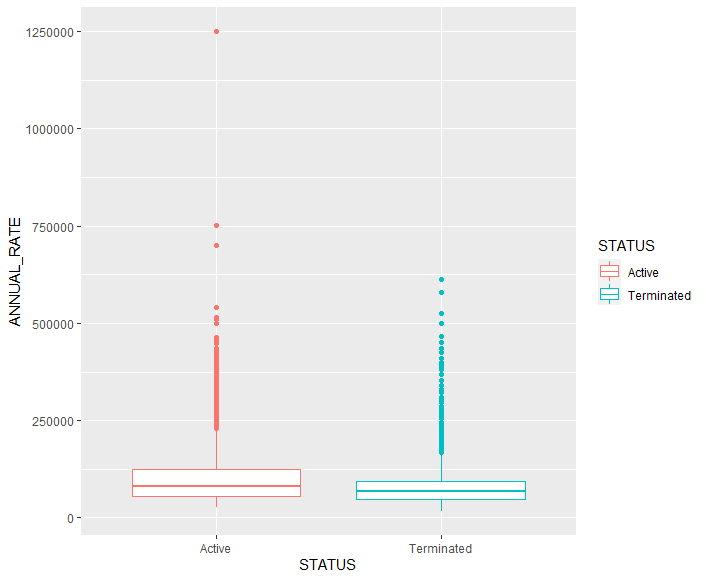 1250000
1000000
750000
500000
250000
0
ANNUAL_RATE
Active
Terminated
STATUS
STATUS
Active
Terminated